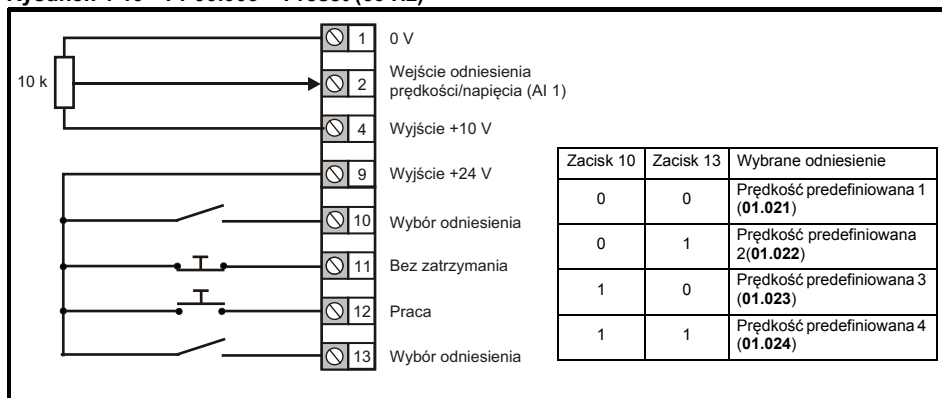 1 0 V
10 k
2 Wejście odniesienia
prędkości/napięcia (AI 1)
4 Wyjście +10 V
9 Wyjście +24 V
10 Wybór odniesienia
11 Bez zatrzymania
12 Praca
13 Wybór odniesienia
Zacisk 10 Zacisk 13 Wybrane odniesienie
0 0 Prędkość predefiniowana 1
(01.021)
0 1 Prędkość predefiniowana
2(01.022)
1 0 Prędkość predefiniowana 3
(01.023)
1 1 Prędkość predefiniowana 4
(01.024)